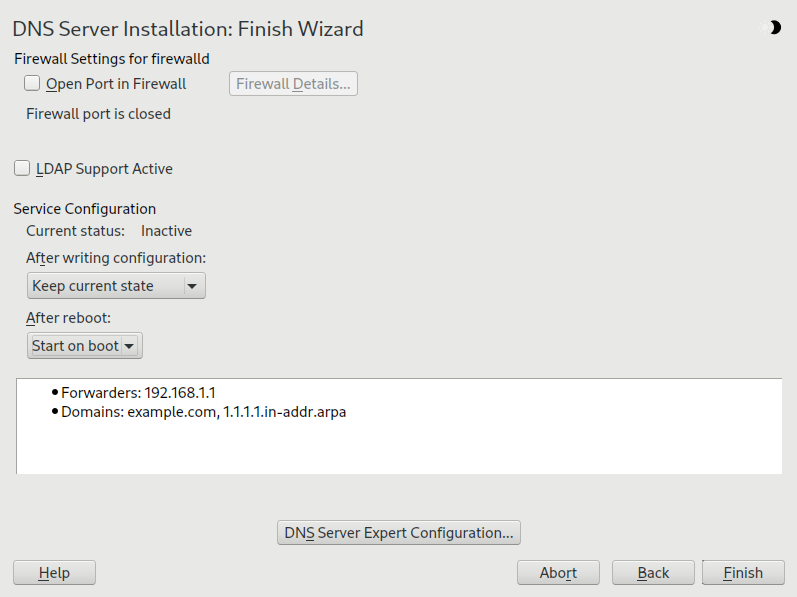 DNS Server Installation: Finish Wizard
Firewall Settings for firewalld
Open Port in Firewall Firewall Details...
Firewall port is closed
LDAP Support Active
Service Configuration
Current status: Inactive
After writing configuration:
Keep current state
After reboot:
Start on boot
• Forwarders: 192.168.1.1
• Domains: example.com, 1.1.1.1.in-addr.arpa
DNS Server Expert Configuration...
Help Abort Back Finish